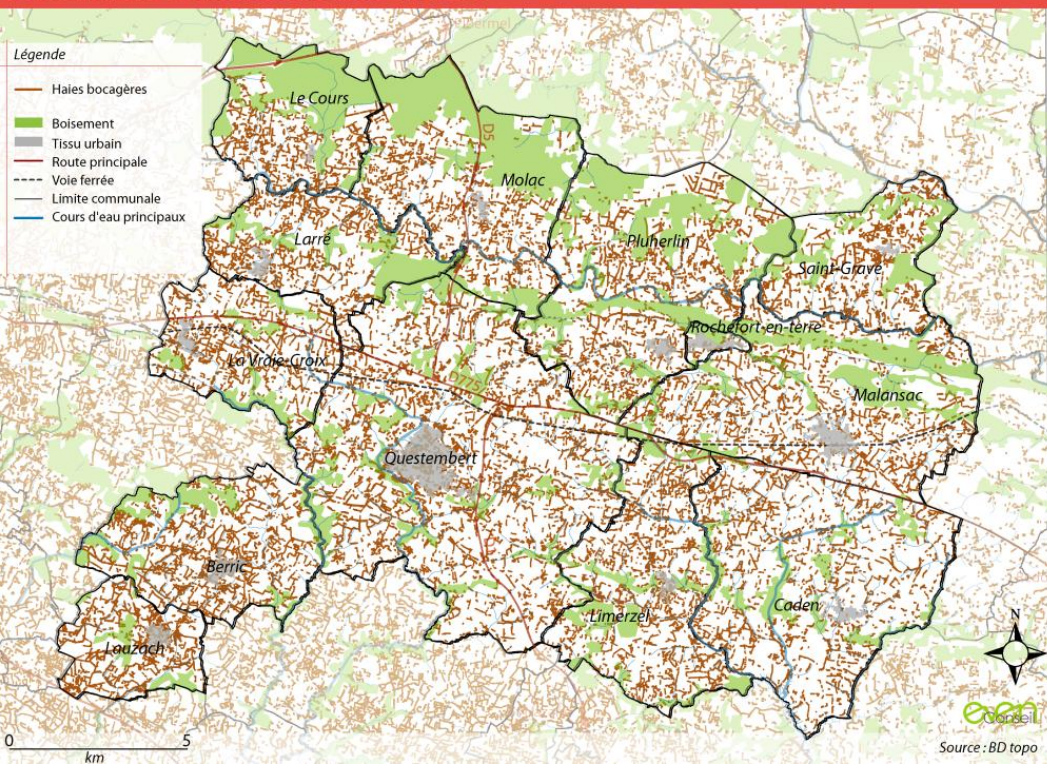 Légende
Haies bocagères
Boisement
Tissu urbain
Route principale
Voie ferrée
Limite communale
Cours d'eau principaux
Le Cours
D5
Molac
Larré
Pluherlin
Saint-Gravé
Rochefort-en-terre
La Vraie-Croix
D775
Malansac
Questembert
Berric
Limerzel
Caden
Lauzach
N
0 5
km
eoen
Conseil
Source : BD topo